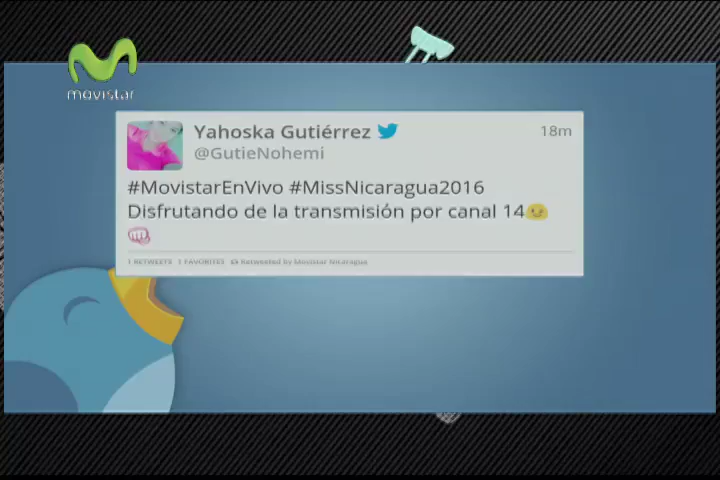 movistar
Yahoska Gutiérrez
18m
@GutieNohemi
#MovistarEnVivo #MissNicaragua2016
Disfrutando de la transmisión por canal 14😉
👊
1 RETWEETS 1 FAVORITES Retweeted by Movistar Nicaragua